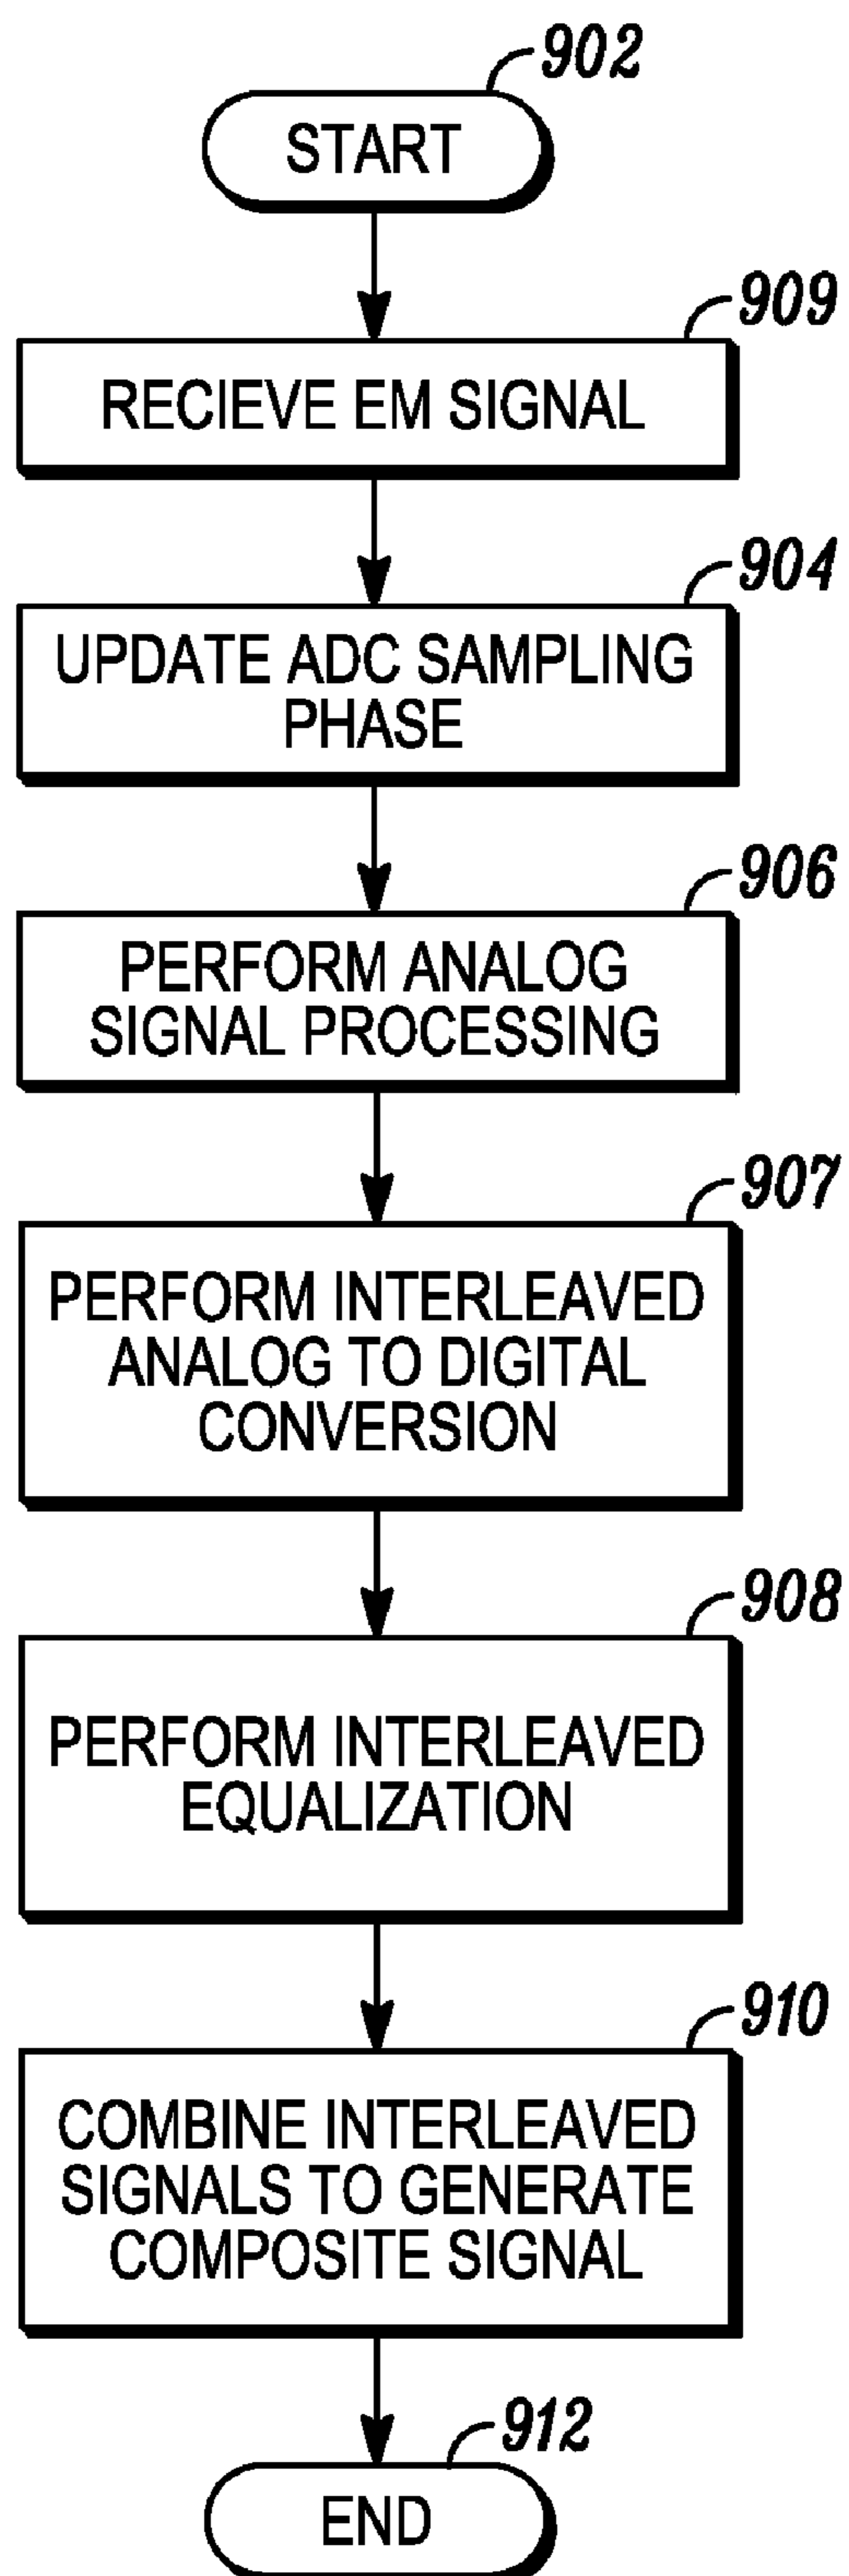 902
START
909
RECIEVE EM SIGNAL
904
UPDATE ADC SAMPLING
PHASE
906
PERFORM ANALOG
SIGNAL PROCESSING
907
PERFORM INTERLEAVED
ANALOG TO DIGITAL
CONVERSION
908
PERFORM INTERLEAVED
EQUALIZATION
910
COMBINE INTERLEAVED
SIGNALS TO GENERATE
COMPOSITE SIGNAL
912
END